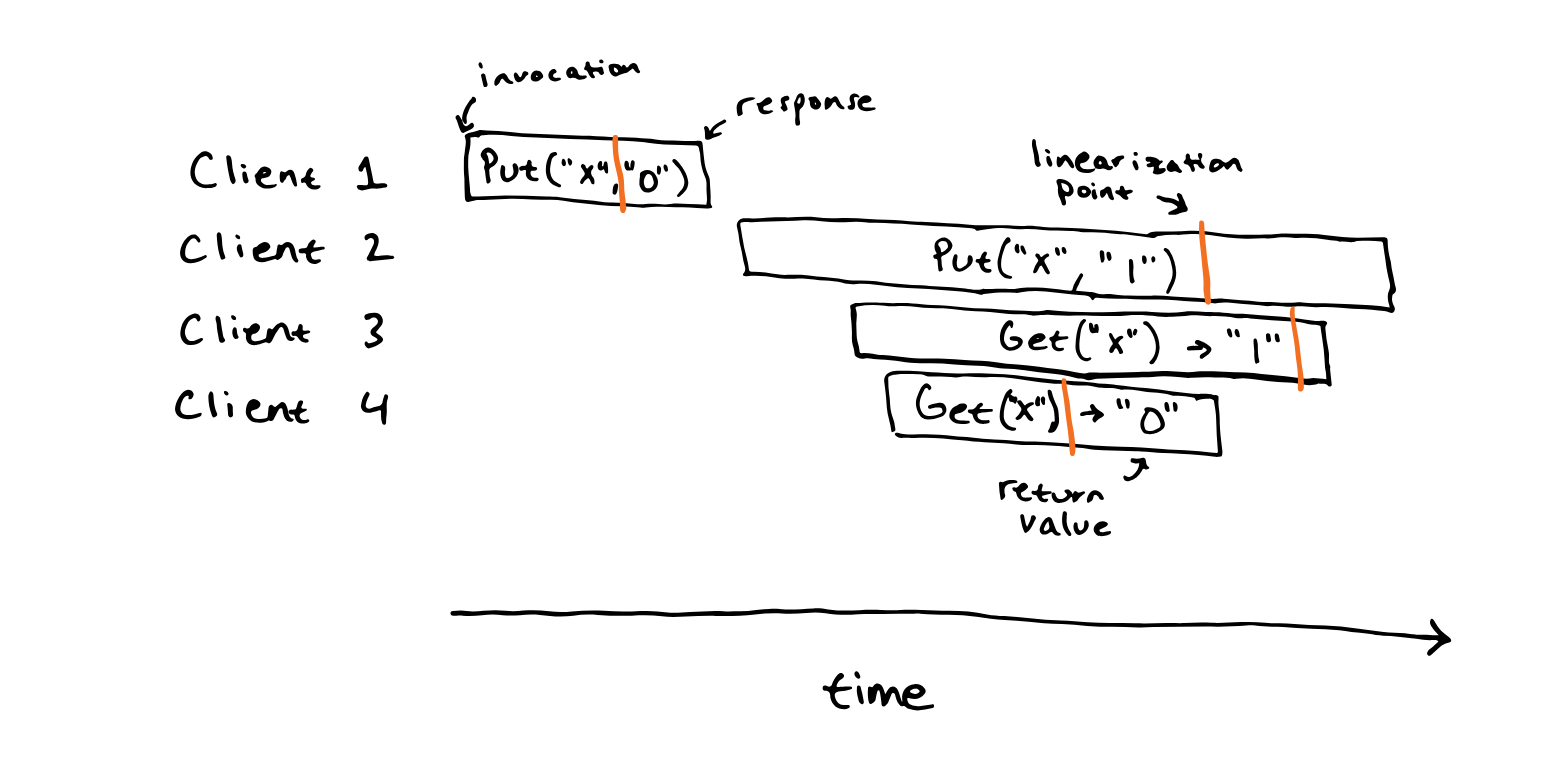 invocation
response
Client 1
Put("x","0")
linearization
point
Client 2
Put("x","1")
Client 3
Get("x") → "1"
Client 4
Get("x") → "0"
return
value
time